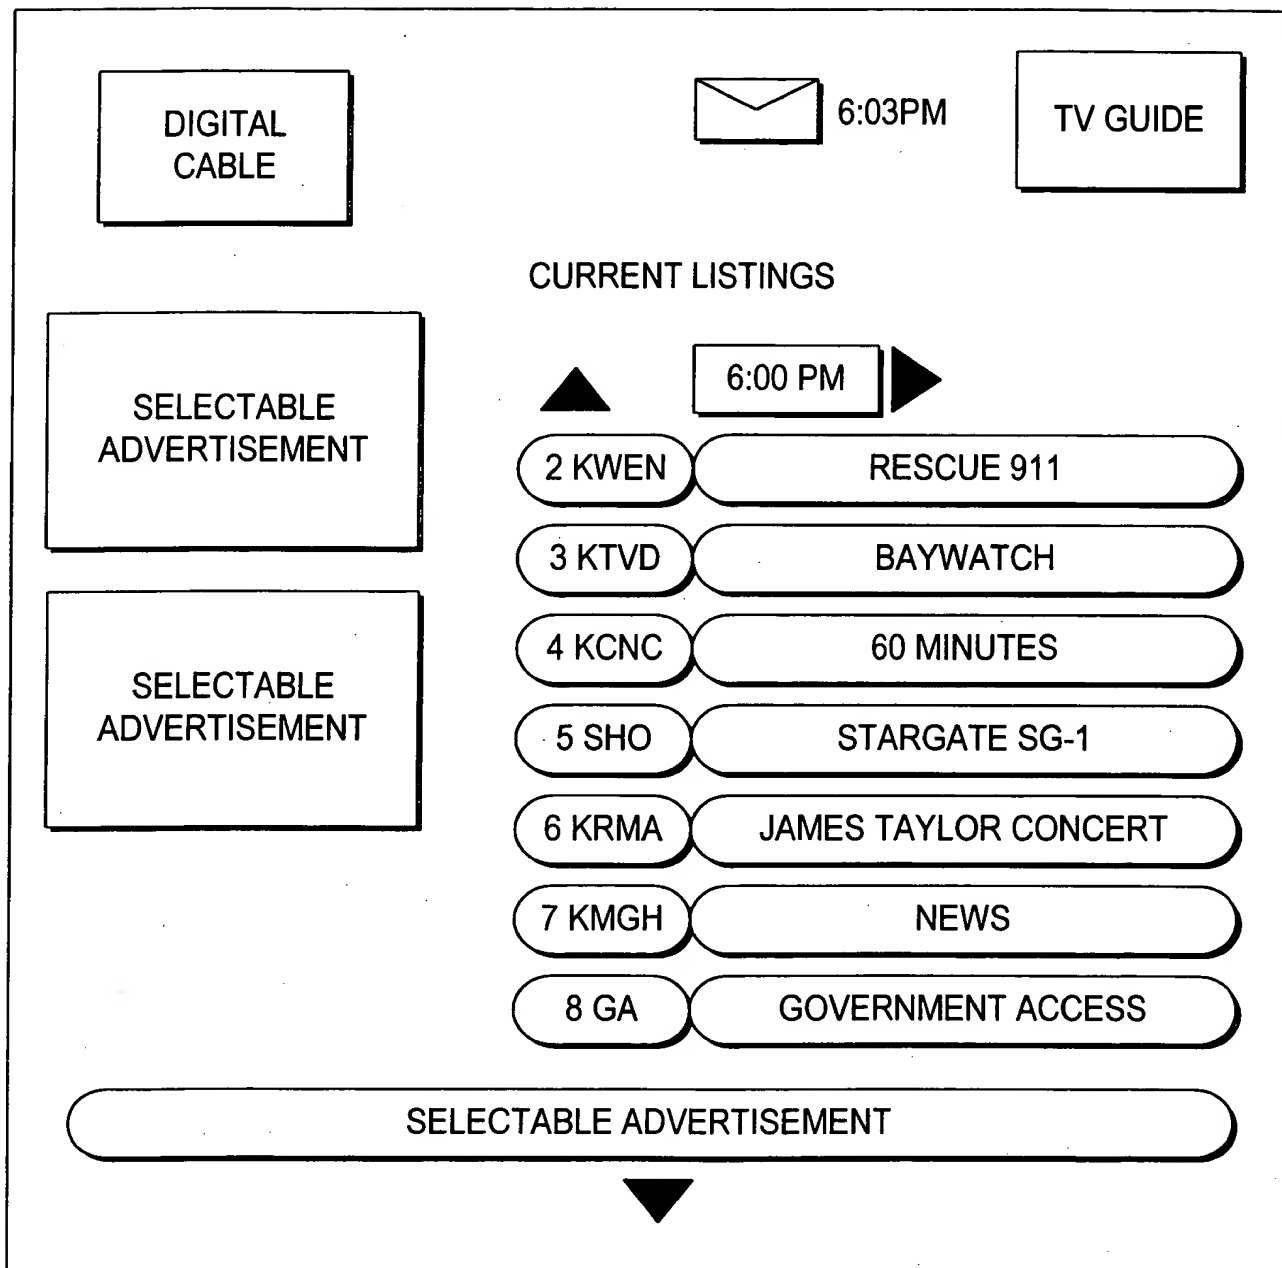 DIGITAL
CABLE
6:03PM
TV GUIDE
CURRENT LISTINGS
SELECTABLE
ADVERTISEMENT
SELECTABLE
ADVERTISEMENT
6:00 PM
2 KWEN RESCUE 911
3 KTVD BAYWATCH
4 KCNC 60 MINUTES
5 SHO STARGATE SG-1
6 KRMA JAMES TAYLOR CONCERT
7 KMGH NEWS
8 GA GOVERNMENT ACCESS
SELECTABLE ADVERTISEMENT